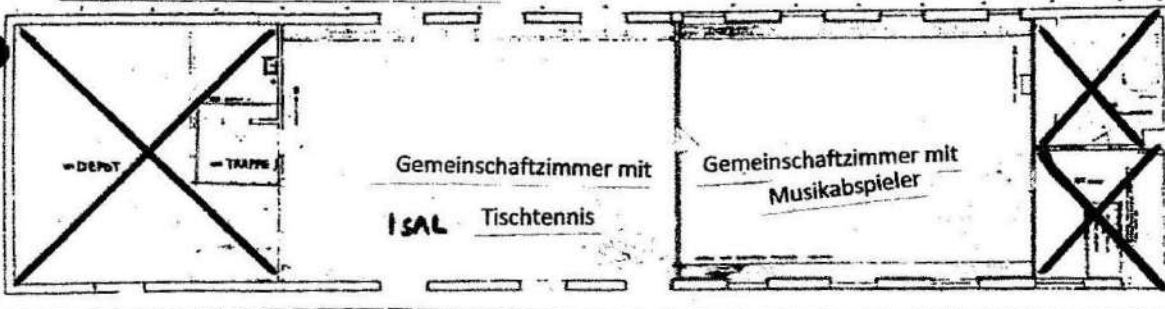 DEPOT
TRAPPE
Gemeinschaftzimmer mit
Tischtennis
1 SAL
Gemeinschaftzimmer mit
Musikabspieler